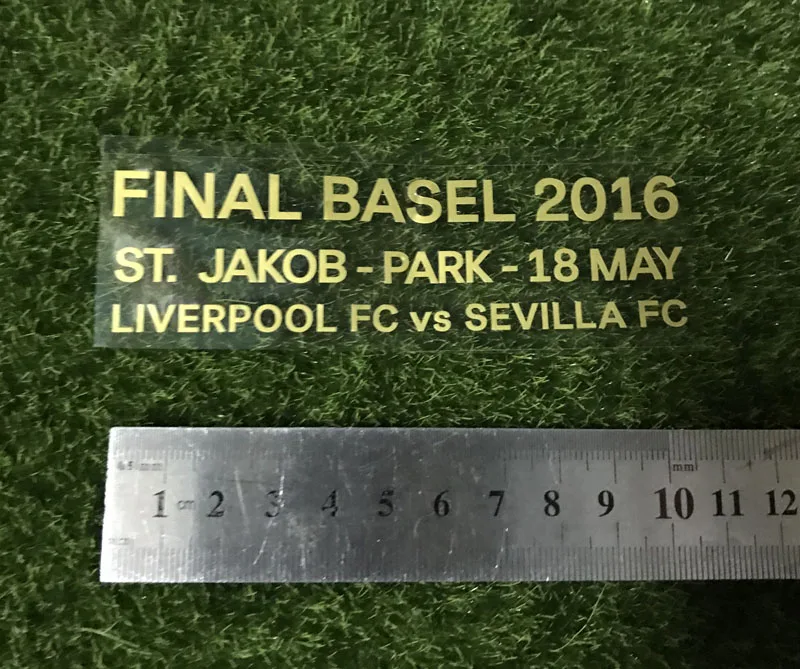 FINAL BASEL 2016
ST. JAKOB - PARK - 18 MAY
LIVERPOOL FC vs SEVILLA FC
mm
1 cm 2 3 4 5 6 7 8 9 10 11 12